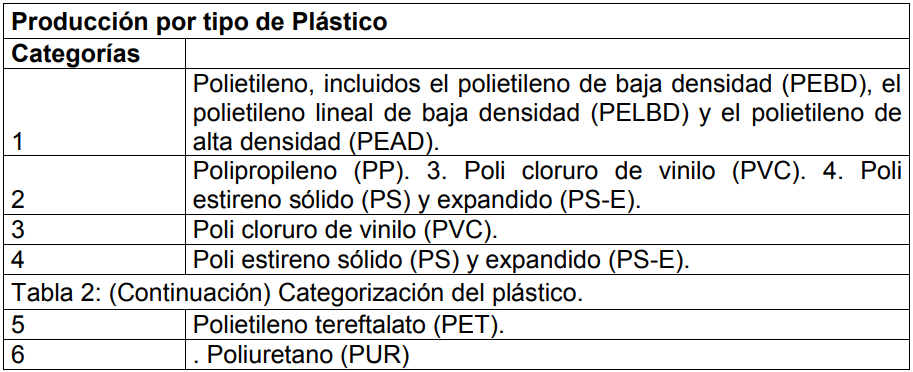 Producción por tipo de Plástico
Categorías
Polietileno, incluidos el polietileno de baja densidad (PEBD), el
polietileno lineal de baja densidad (PELBD) y el polietileno de
1 alta densidad (PEAD).
Polipropileno (PP). 3. Poli cloruro de vinilo (PVC). 4. Poli
2 estireno sólido (PS) y expandido (PS-E).
3 Poli cloruro de vinilo (PVC).
4 Poli estireno sólido (PS) y expandido (PS-E).
Tabla 2: (Continuación) Categorización del plástico.
5 Polietileno tereftalato (PET).
6 . Poliuretano (PUR)